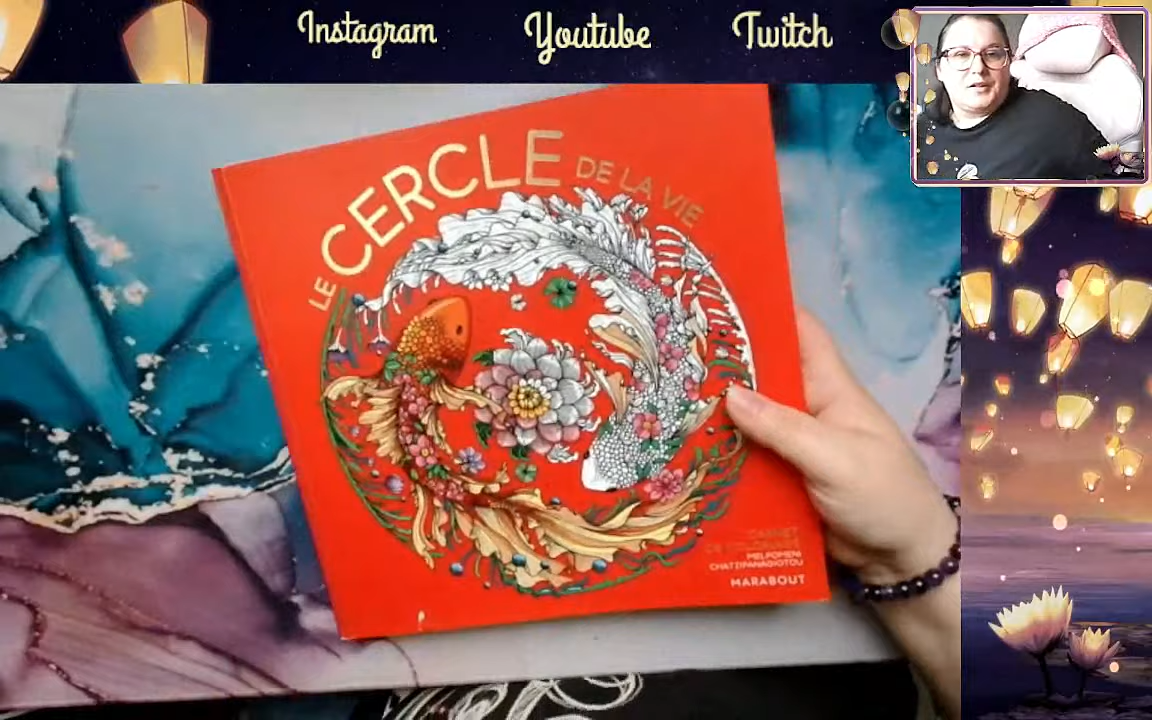 Instagram
Youtube
Twitch
LE CERCLE DE LA VIE
CARNET
DE COLORIAGE
MELPOMENI
CHATZIPANAGIOTOU
MARABOUT